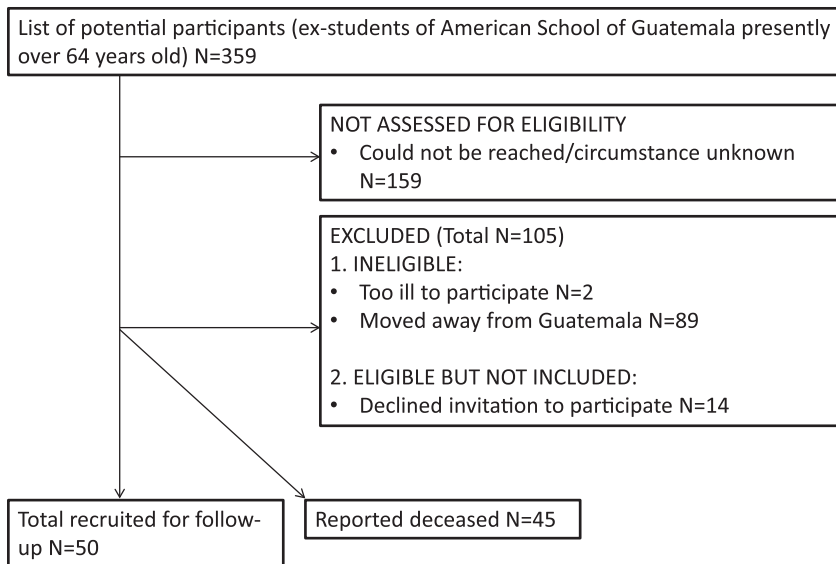 List of potential participants (ex-students of American School of Guatemala presently
over 64 years old) N=359
NOT ASSESSED FOR ELIGIBILITY
• Could not be reached/circumstance unknown
N=159
EXCLUDED (Total N=105)
1. INELIGIBLE:
• Too ill to participate N=2
• Moved away from Guatemala N=89
2. ELIGIBLE BUT NOT INCLUDED:
• Declined invitation to participate N=14
Total recruited for follow-
up N=50
Reported deceased N=45